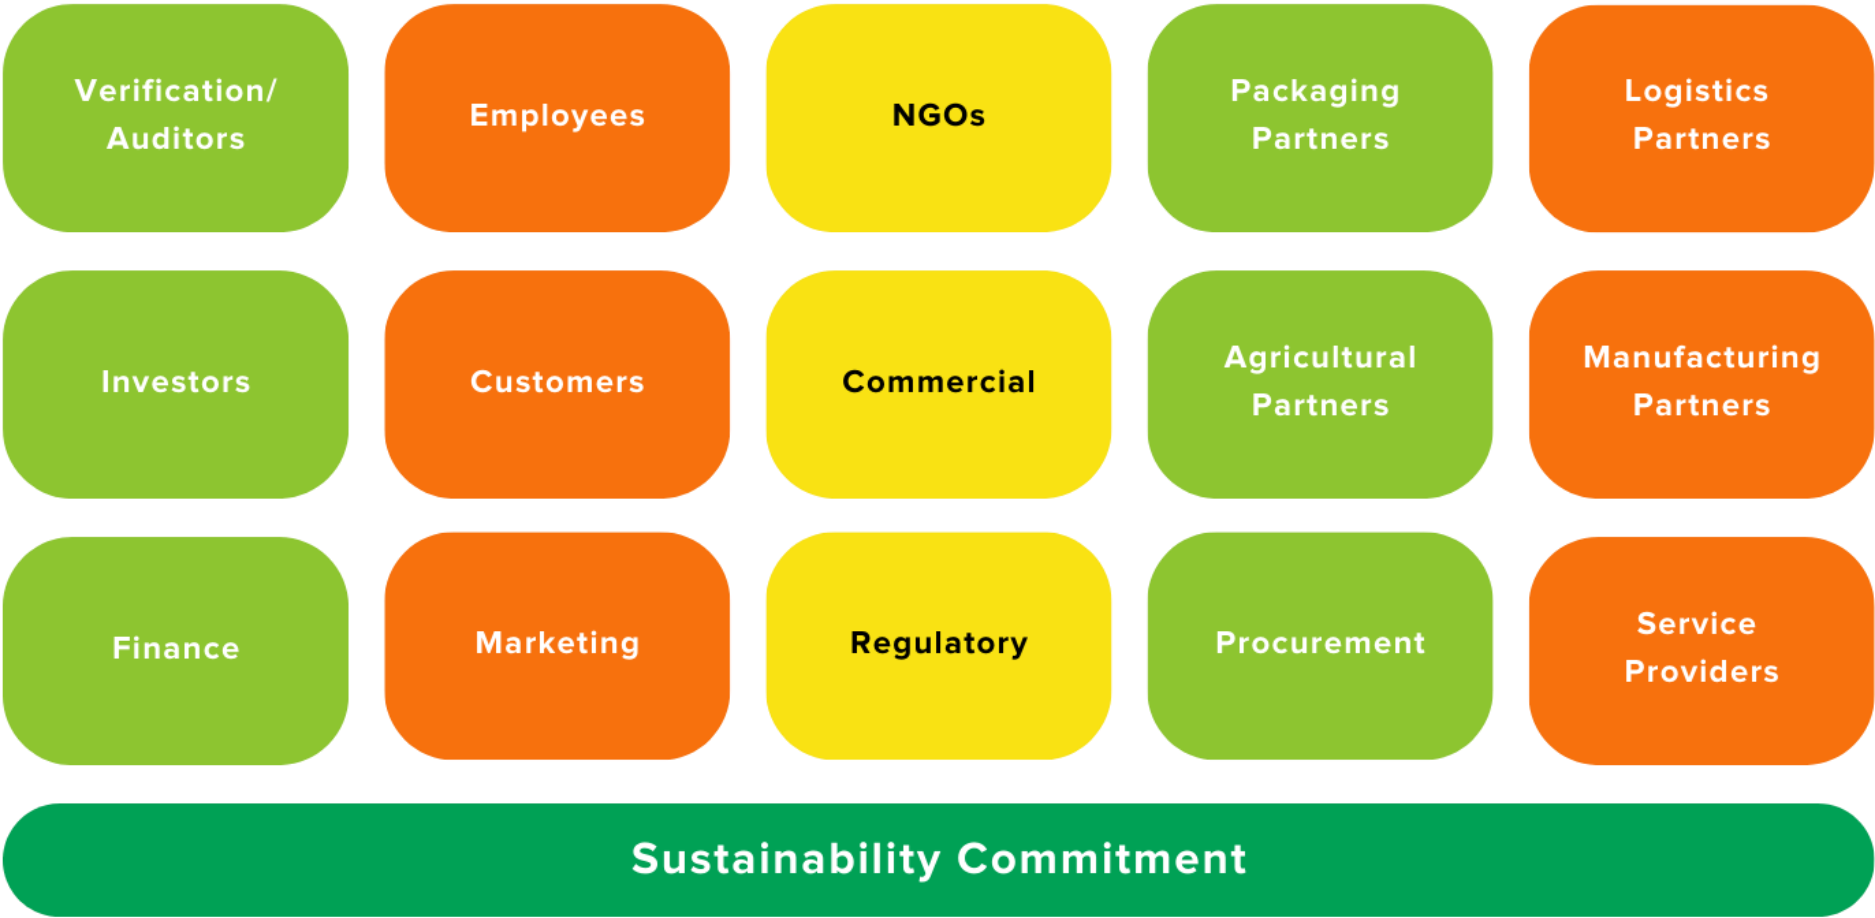 Verification/
Auditors
Employees
NGOs
Packaging
Partners
Logistics
Partners
Investors
Customers
Commercial
Agricultural
Partners
Manufacturing
Partners
Finance
Marketing
Regulatory
Procurement
Service
Providers
Sustainability Commitment